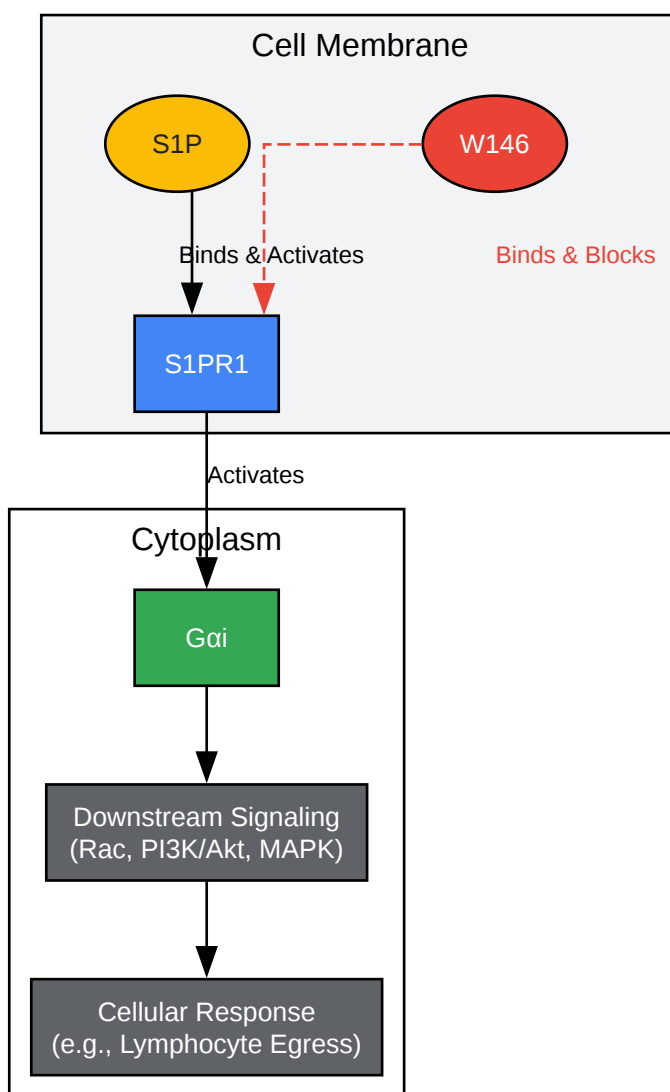 Cell Membrane
S1P
W146
Binds & Activates
Binds & Blocks
S1PR1
Activates
Cytoplasm
Gαi
Downstream Signaling
(Rac, PI3K/Akt, MAPK)
Cellular Response
(e.g., Lymphocyte Egress)